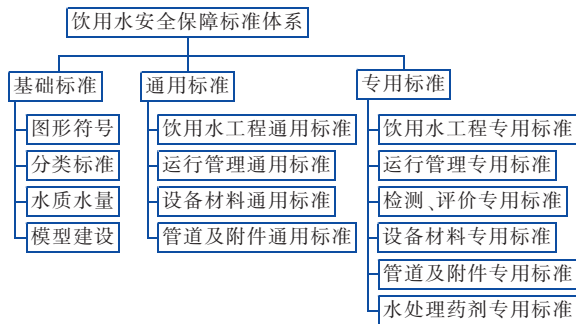 饮用水安全保障标准体系
基础标准
通用标准
专用标准
图形符号
分类标准
水质水量
模型建设
饮用水工程通用标准
运行管理通用标准
设备材料通用标准
管道及附件通用标准
饮用水工程专用标准
运行管理专用标准
检测、评价专用标准
设备材料专用标准
管道及附件专用标准
水处理药剂专用标准